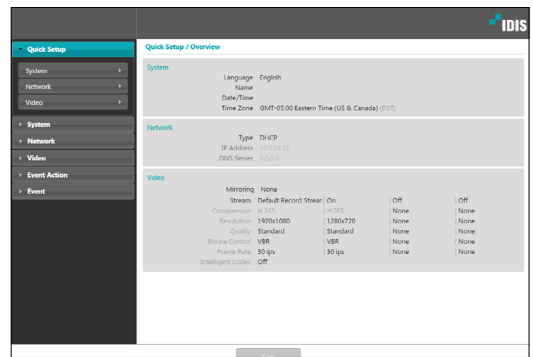 IDIS
Quick Setup
System
Network
Video
System
Network
Video
Event Action
Event
Quick Setup / Overview
System
Language English
Name
Date/Time
Time Zone GMT-05:00 Eastern Time (US & Canada) (DST)
Network
Type DHCP
IP Address
DNS Server 0.0.0.0
Video
Mirroring None
Stream Default Record Strear | On | Off | Off
Compression H.265 | H.265 | None | None
Resolution 1920x1080 | 1280x720 | None | None
Quality Standard | Standard | None | None
Bitrate Control VBR | VBR | None | None
Frame Rate 30 ips | 30 ips | None | None
Intelligent Codec Off